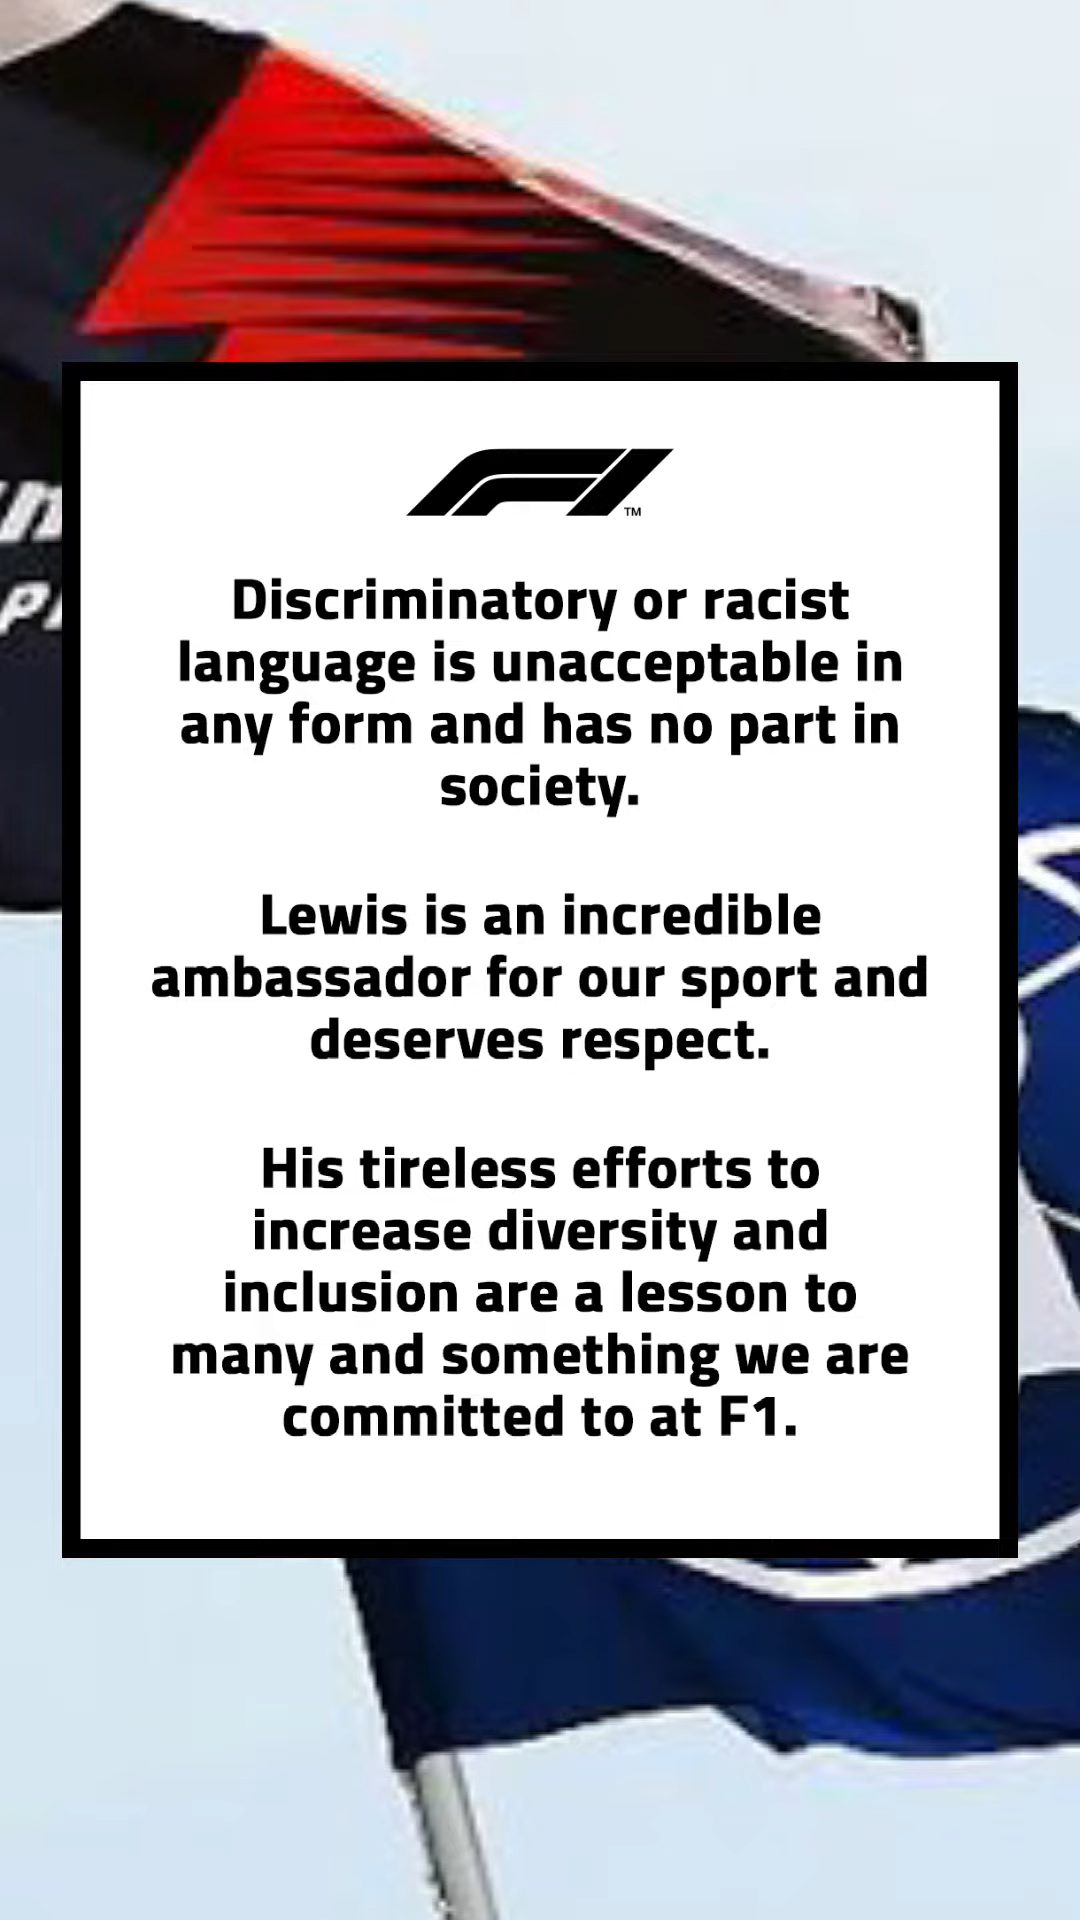 F1
TM
Discriminatory or racist
language is unacceptable in
any form and has no part in
society.
Lewis is an incredible
ambassador for our sport and
deserves respect.
His tireless efforts to
increase diversity and
inclusion are a lesson to
many and something we are
committed to at F1.